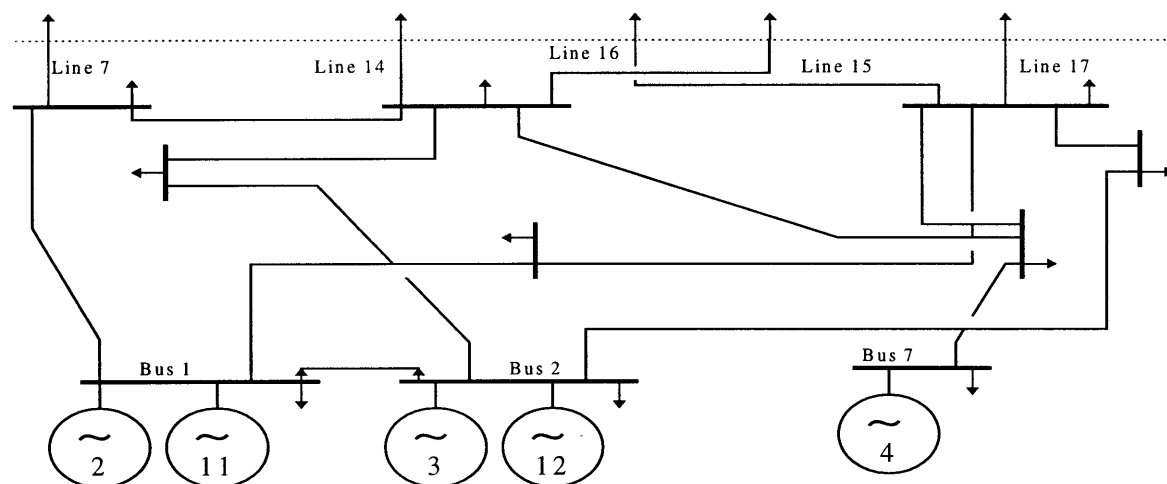 Line 7
Line 14
Line 16
Line 15
Line 17
Bus 1
Bus 2
Bus 7
~
2
~
11
~
3
~
12
~
4